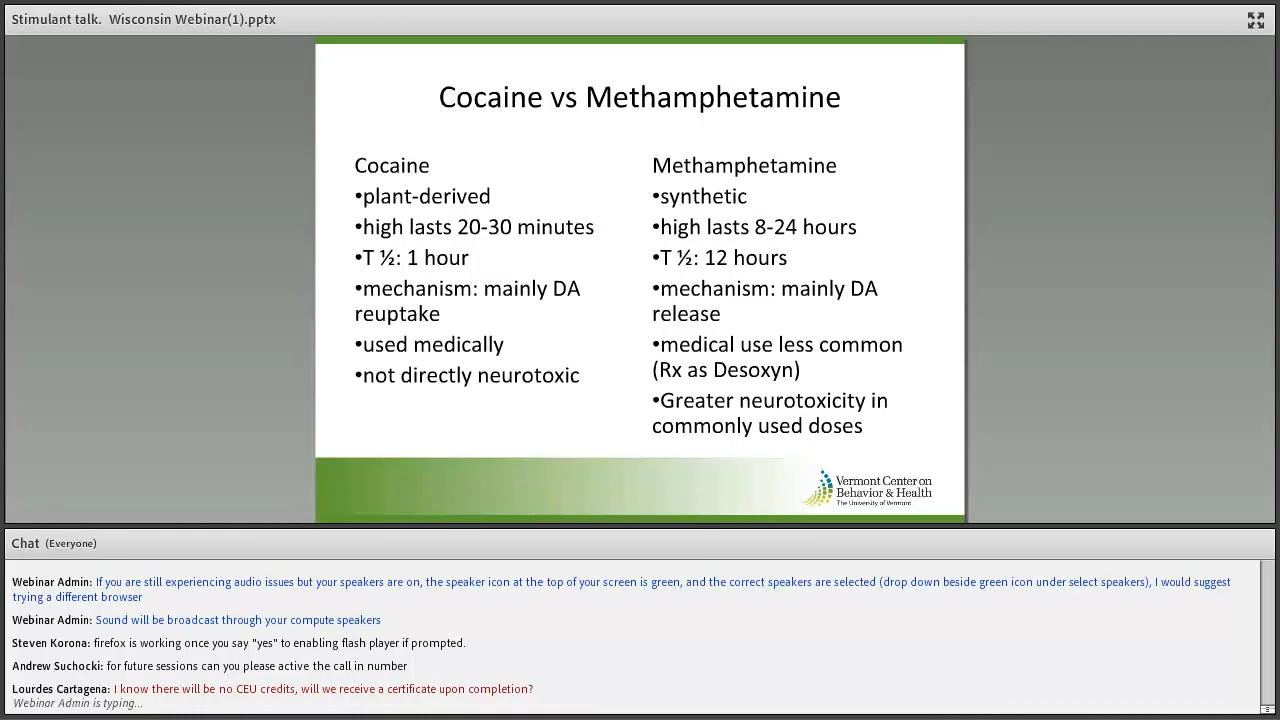 Stimulant talk.  Wisconsin Webinar(1).pptx
Cocaine vs Methamphetamine
Cocaine
•plant-derived
•high lasts 20-30 minutes
•T ½: 1 hour
•mechanism: mainly DA
reuptake
•used medically
•not directly neurotoxic
Methamphetamine
•synthetic
•high lasts 8-24 hours
•T ½: 12 hours
•mechanism: mainly DA
release
•medical use less common
(Rx as Desoxyn)
•Greater neurotoxicity in
commonly used doses
Vermont Center on
Behavior & Health
The University of Vermont
Chat (Everyone)
Webinar Admin: If you are still experiencing audio issues but your speakers are on, the speaker icon at the top of your screen is green, and the correct speakers are selected (drop down beside green icon under select speakers), I would suggest
trying a different browser
Webinar Admin: Sound will be broadcast through your compute speakers
Steven Korona: firefox is working once you say "yes" to enabling flash player if prompted.
Andrew Suchocki: for future sessions can you please active the call in number
Lourdes Cartagena: I know there will be no CEU credits, will we receive a certificate upon completion?
Webinar Admin is typing...